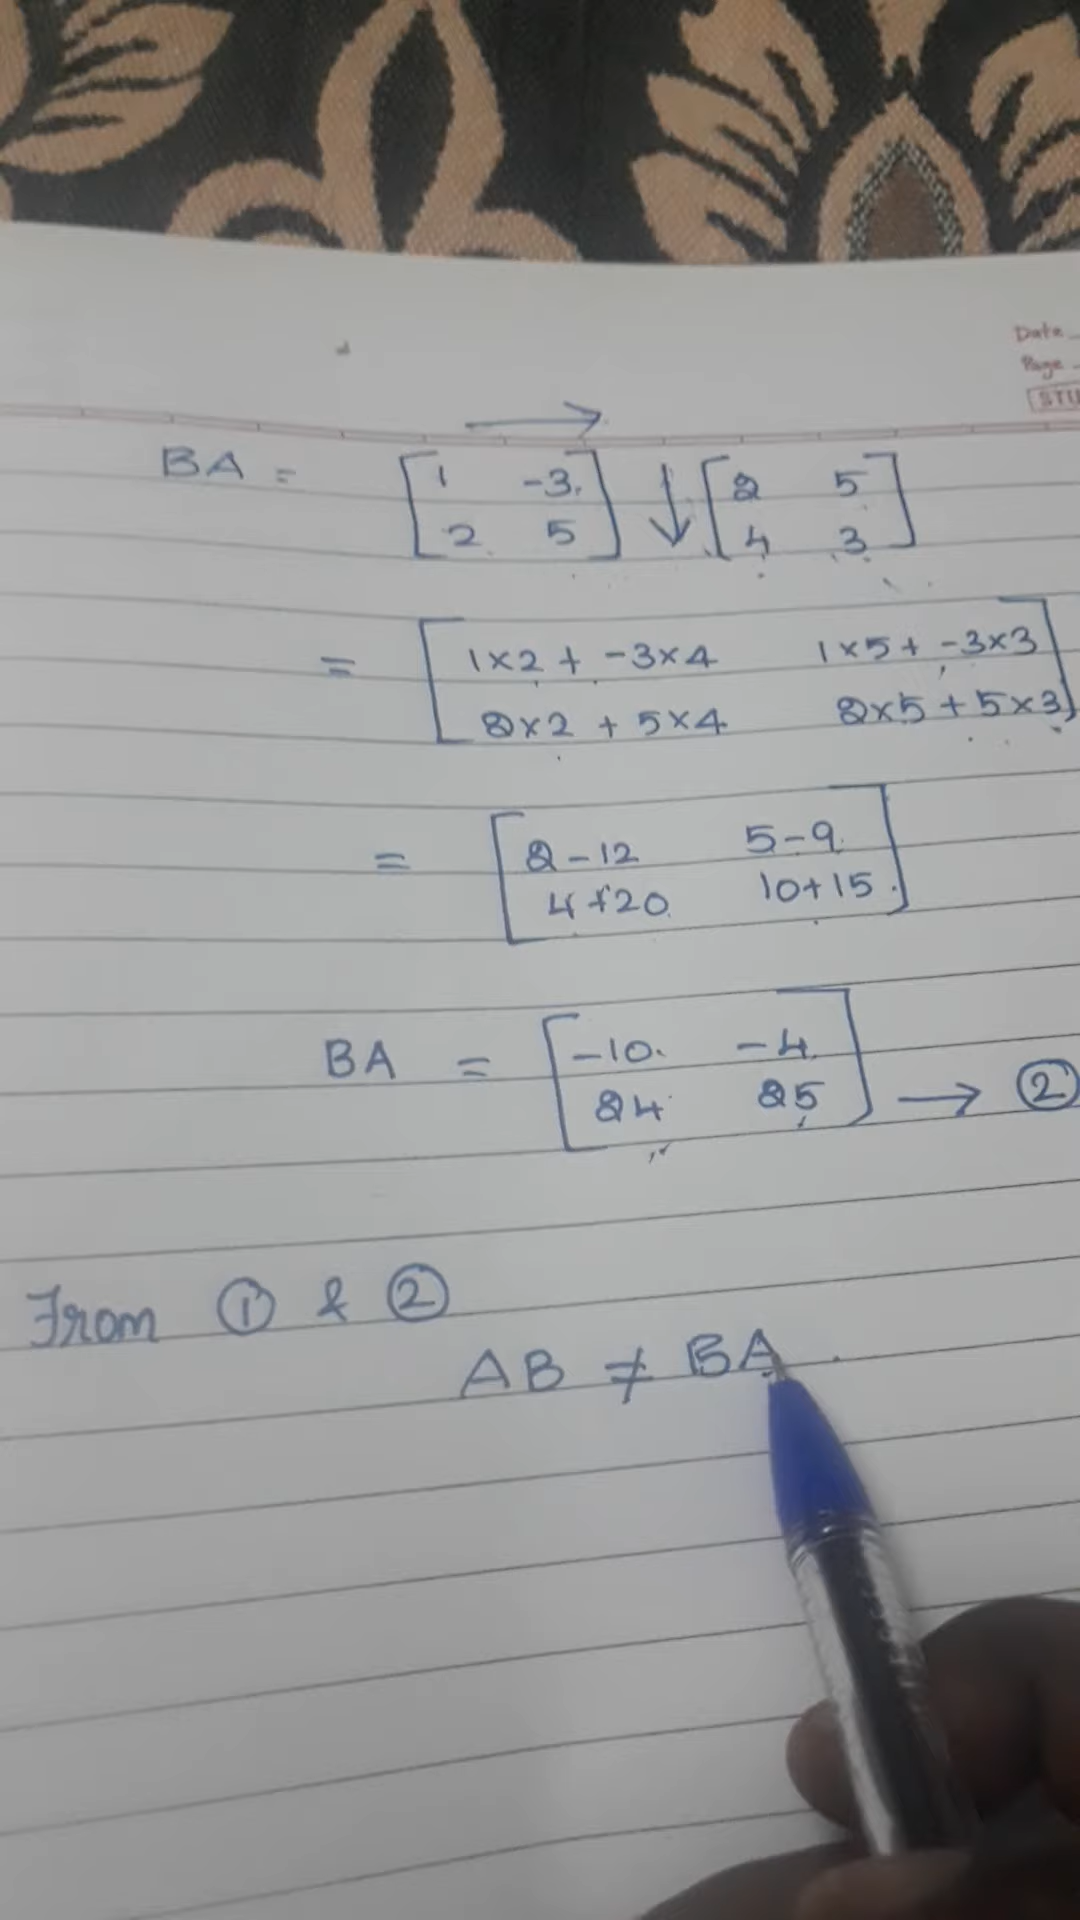 Date
Page
STU
BA = [1 -3 2 5] ↓ [2 5 4 3]
= [1×2 + -3×4 1×5 + -3×3
2×2 + 5×4 2×5 + 5×3]
= [2-12 5-9
4+20 10+15]
BA = [-10 -4
24 25] → ②
From ① & ②
AB ≠ BA